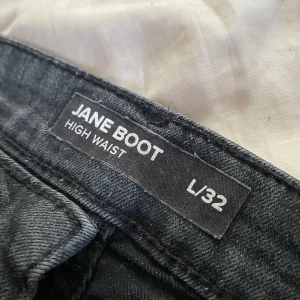 JANE BOOT
HIGH WAIST
L/32